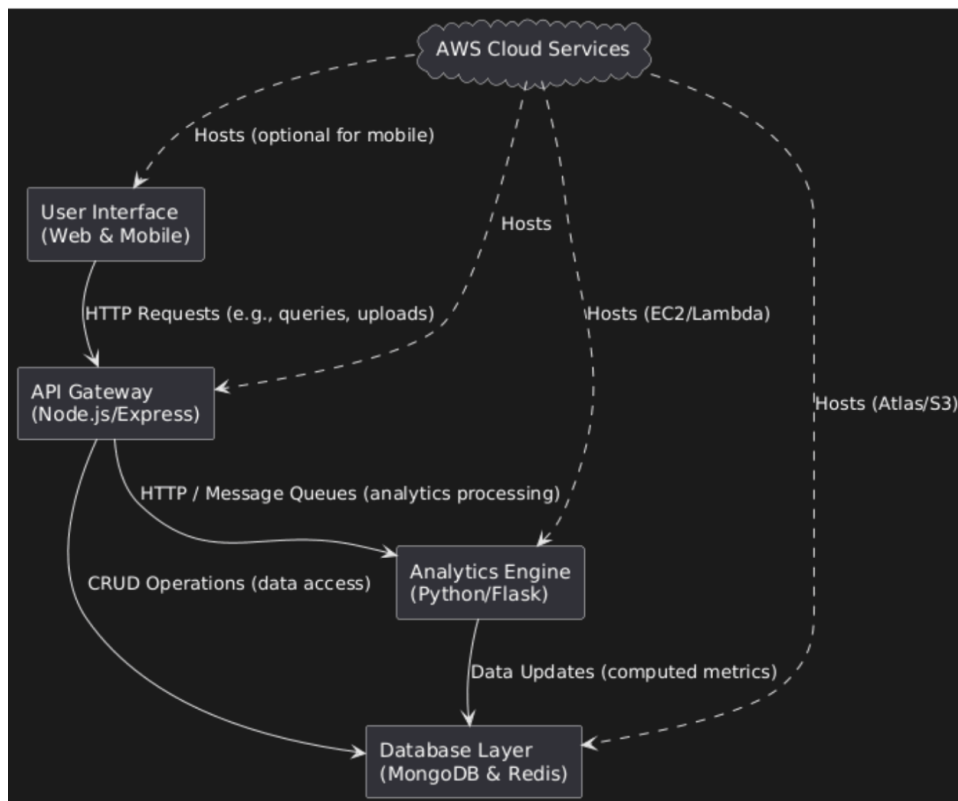 AWS Cloud Services
Hosts (optional for mobile)
User Interface
(Web & Mobile)
Hosts
HTTP Requests (e.g., queries, uploads)
Hosts (EC2/Lambda)
API Gateway
(Node.js/Express)
Hosts (Atlas/S3)
HTTP / Message Queues (analytics processing)
Analytics Engine
(Python/Flask)
CRUD Operations (data access)
Data Updates (computed metrics)
Database Layer
(MongoDB & Redis)